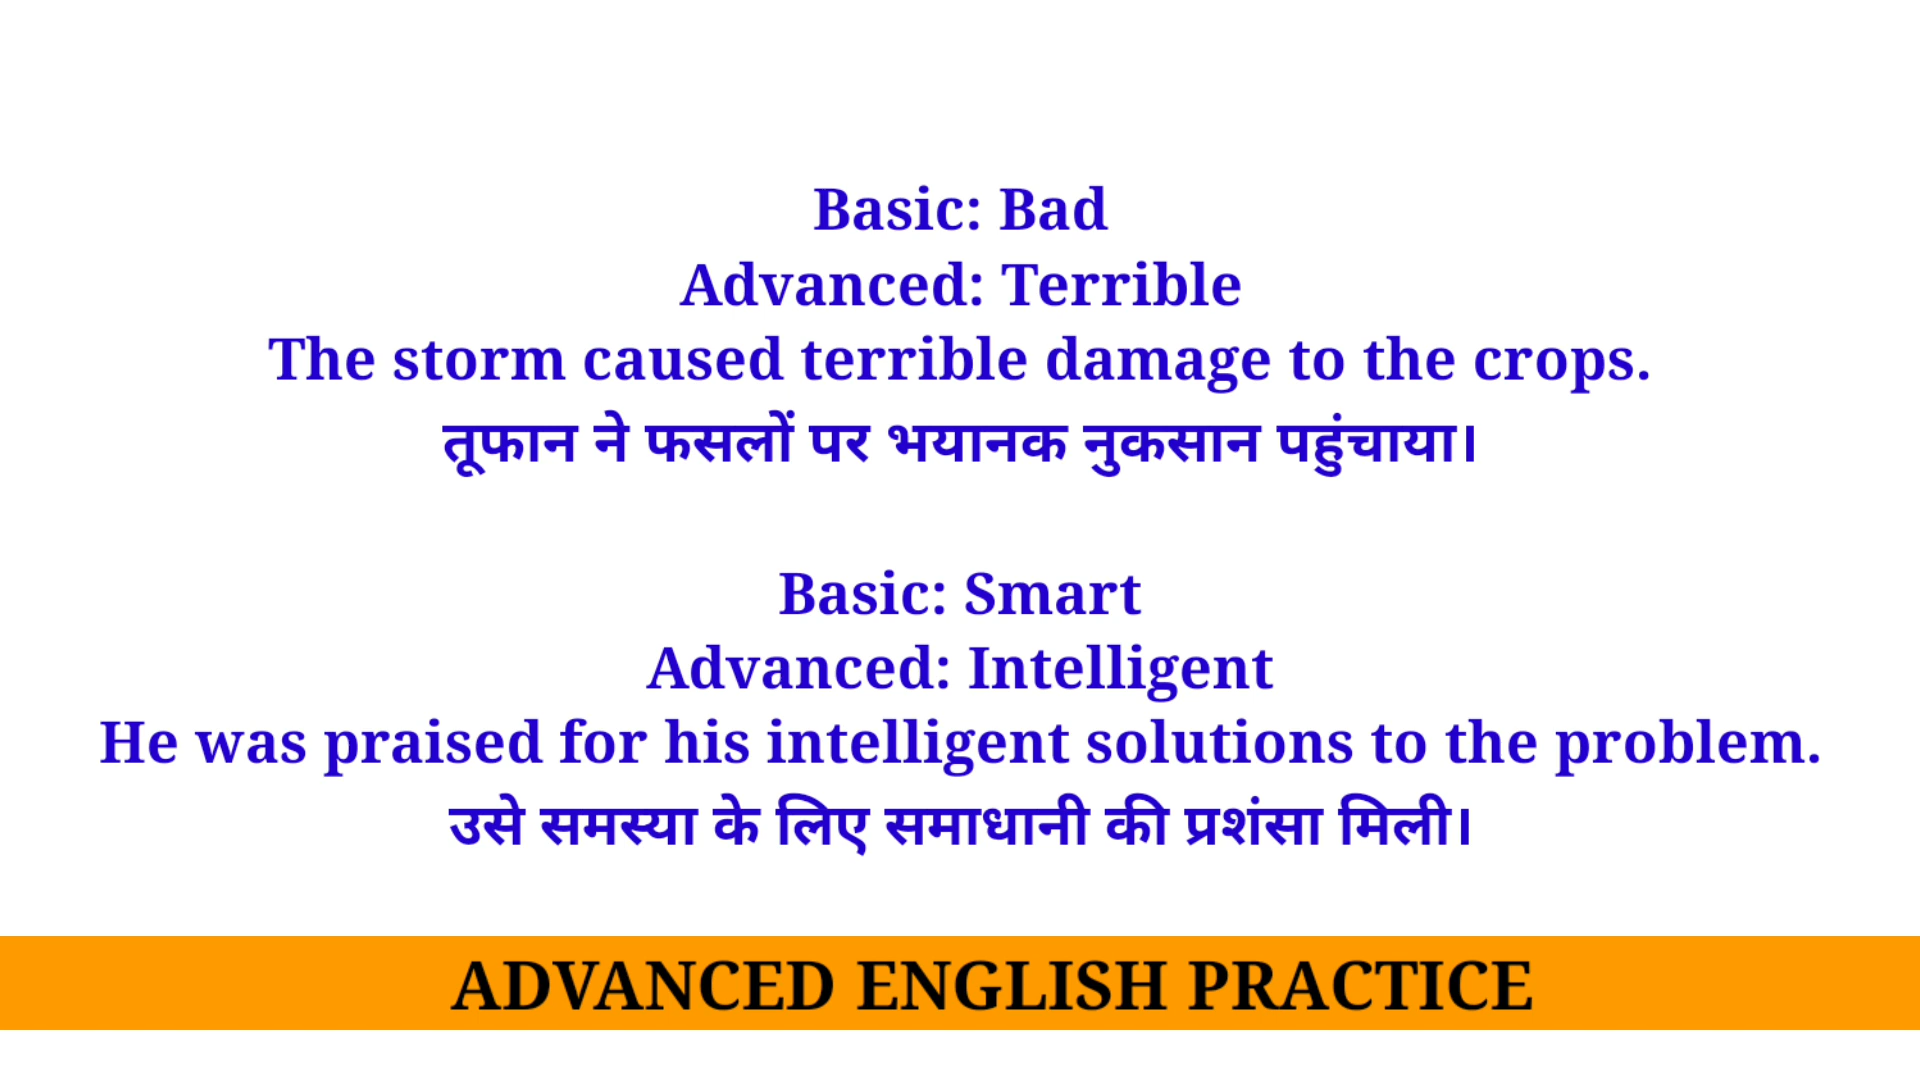 Basic: Bad
Advanced: Terrible
The storm caused terrible damage to the crops.
तूफान ने फसलों पर भयानक नुकसान पहुंचाया।
Basic: Smart
Advanced: Intelligent
He was praised for his intelligent solutions to the problem.
उसे समस्या के लिए समाधानी की प्रशंसा मिली।
ADVANCED ENGLISH PRACTICE